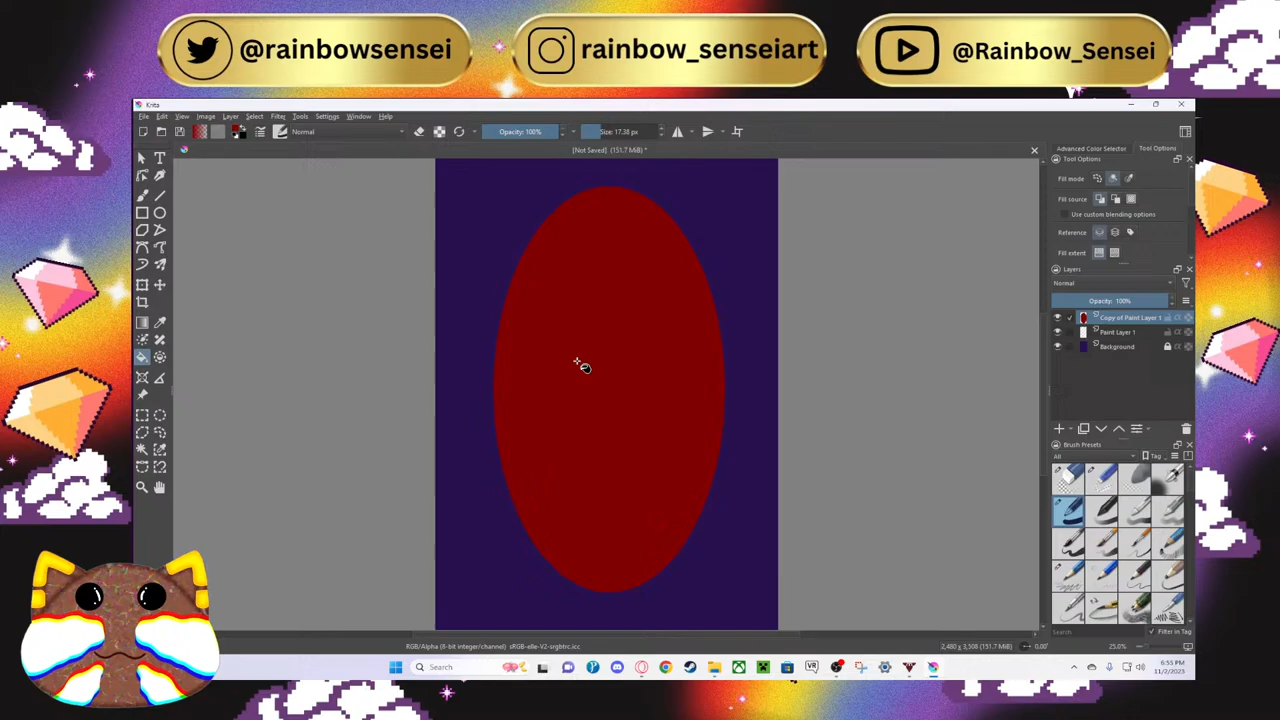 @rainbowsensei
rainbow_senseiart
@Rainbow_Sensei
Krita
File Edit View Image Layer Select Filter Tools Settings Window Help
Normal
Opacity: 100%
Size: 17.38 px
[Not Saved] (151.7 MiB) *
Advanced Color Selector
Tool Options
Tool Options
Fill mode
Fill source
Use custom blending options
Reference
Fill extent
Layers
Normal
Opacity: 100%
Copy of Paint Layer 1
Paint Layer 1
Background
Brush Presets
All
Tag
Search
Filter in Tag
RGB/Alpha (8-bit integer/channel) sRGB-elle-V2-srgbtrc.icc
2,480 x 3,508 (151.7 MiB)
0.00°
25.0%
Search
VR
6:55 PM
11/2/2023